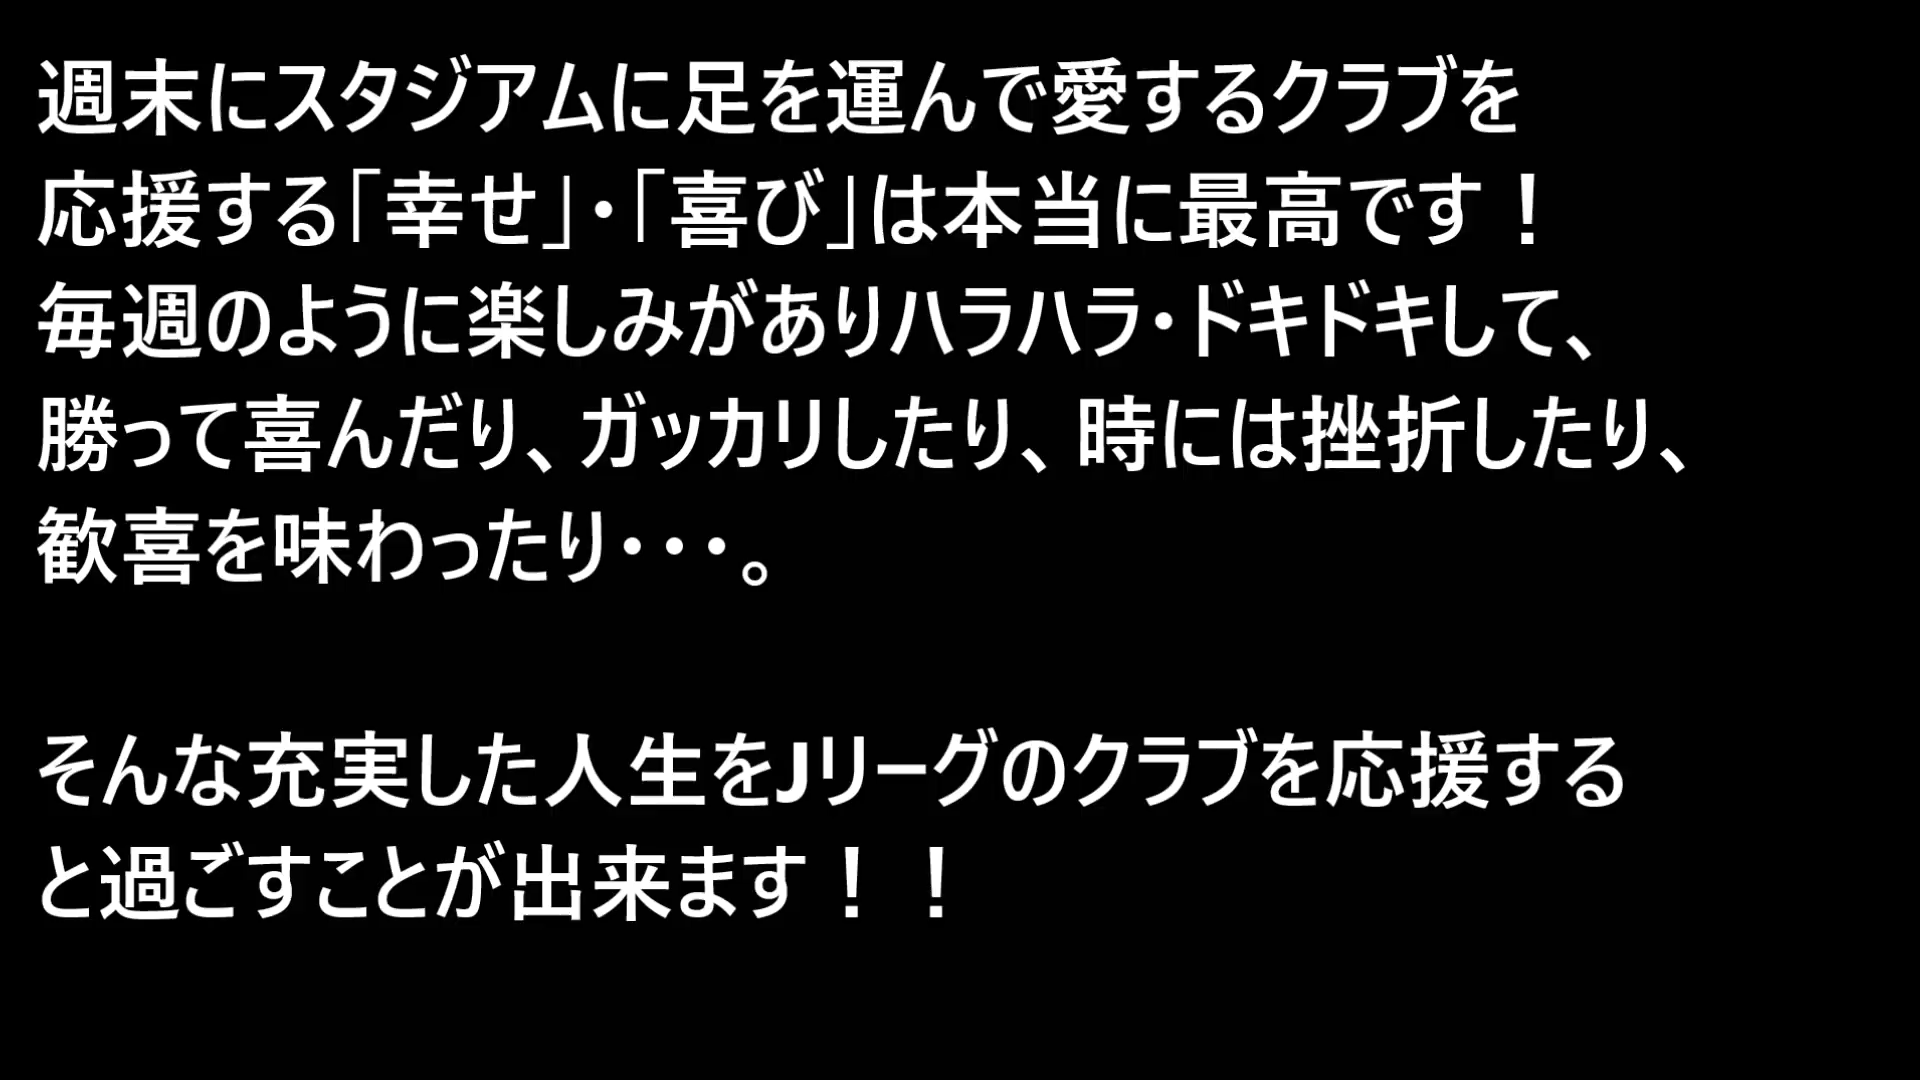 週末にスタジアムに足を運んで愛するクラブを
応援する「幸せ」・「喜び」は本当に最高です！
毎週のように楽しみがありハラハラ・ドキドキして、
勝って喜んだり、ガッカリしたり、時には挫折したり、
歓喜を味わったり・・・。
そんな充実した人生をJリーグのクラブを応援する
と過ごすことが出来ます！！